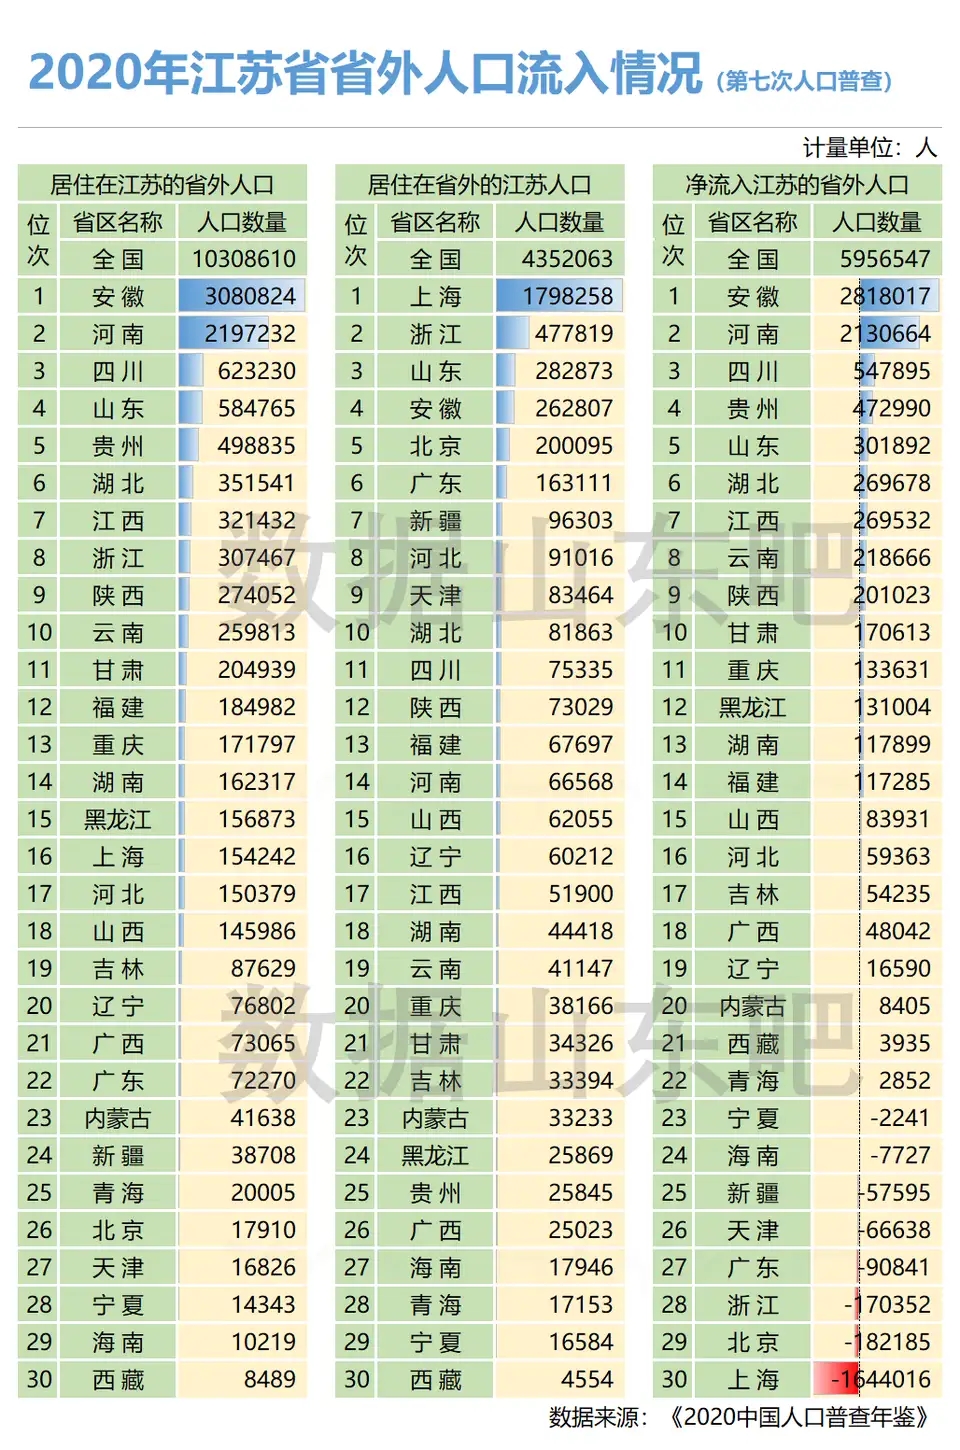 2020年江苏省省外人口流入情况（第七次人口普查）
计量单位：人
居住在江苏的省外人口 居住在省外的江苏人口 净流入江苏的省外人口
位次 省区名称 人口数量 位次 省区名称 人口数量 位次 省区名称 人口数量
全国 10308610 全国 4352063 全国 5956547
1 安徽 3080824 1 上海 1798258 1 安徽 2818017
2 河南 2197232 2 浙江 477819 2 河南 2130664
3 四川 623230 3 山东 282873 3 四川 547895
4 山东 584765 4 安徽 262807 4 贵州 472990
5 贵州 498835 5 北京 200095 5 山东 301892
6 湖北 351541 6 广东 163111 6 湖北 269678
7 江西 321432 7 新疆 96303 7 江西 269532
8 浙江 307467 8 河北 91016 8 云南 218666
9 陕西 274052 9 天津 83464 9 陕西 201023
10 云南 259813 10 湖北 81863 10 甘肃 170613
11 甘肃 204939 11 四川 75335 11 重庆 133631
12 福建 184982 12 陕西 73029 12 黑龙江 131004
13 重庆 171797 13 福建 67697 13 湖南 117899
14 湖南 162317 14 河南 66568 14 福建 117285
15 黑龙江 156873 15 山西 62055 15 山西 83931
16 上海 154242 16 辽宁 60212 16 河北 59363
17 河北 150379 17 江西 51900 17 吉林 54235
18 山西 145986 18 湖南 44418 18 广西 48042
19 吉林 87629 19 云南 41147 19 辽宁 16590
20 辽宁 76802 20 重庆 38166 20 内蒙古 8405
21 广西 73065 21 甘肃 34326 21 西藏 3935
22 广东 72270 22 吉林 33394 22 青海 2852
23 内蒙古 41638 23 内蒙古 33233 23 宁夏 -2241
24 新疆 38708 24 黑龙江 25869 24 海南 -7727
25 青海 20005 25 贵州 25845 25 新疆 -57595
26 北京 17910 26 广西 25023 26 天津 -66638
27 天津 16826 27 海南 17946 27 广东 -90841
28 宁夏 14343 28 青海 17153 28 浙江 -170352
29 海南 10219 29 宁夏 16584 29 北京 -182185
30 西藏 8489 30 西藏 4554 30 上海 -1644016
数据来源：《2020中国人口普查年鉴》
数据山东吧
数据山东吧